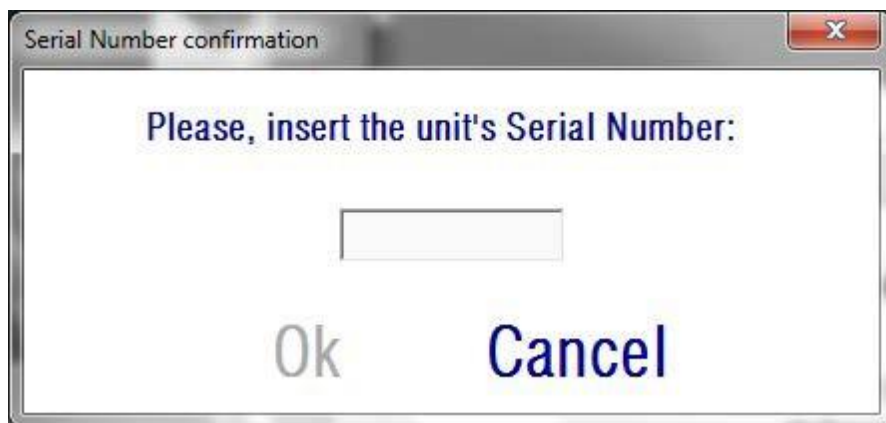 Serial Number confirmation
Please, insert the unit's Serial Number:
Ok Cancel